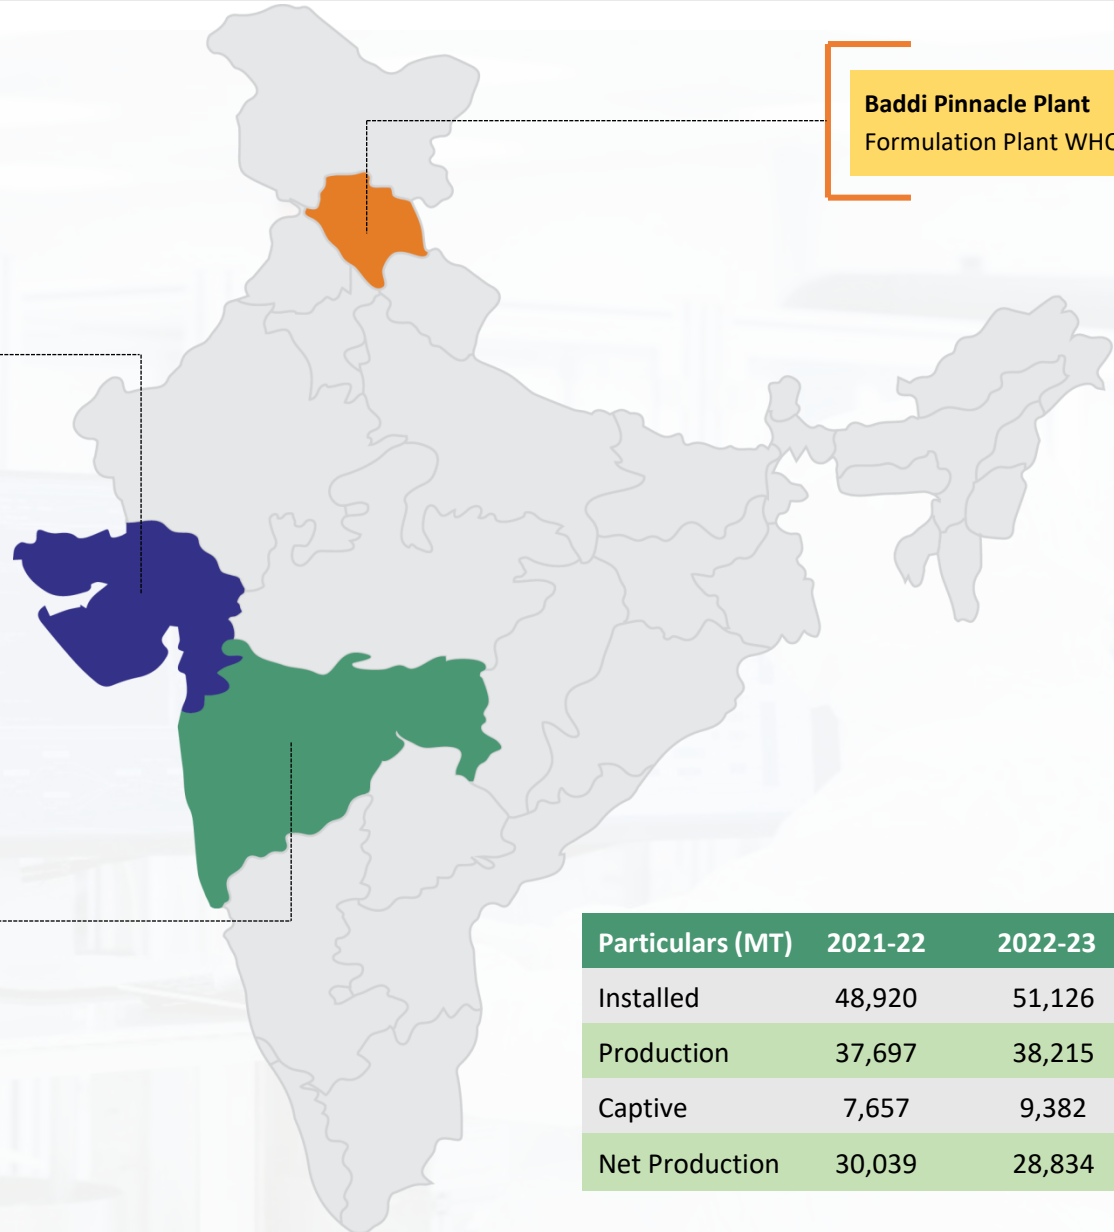 Baddi Pinnacle Plant
Formulation Plant WHO
Particulars (MT) 2021-22 2022-23
Installed 48,920 51,126
Production 37,697 38,215
Captive 7,657 9,382
Net Production 30,039 28,834